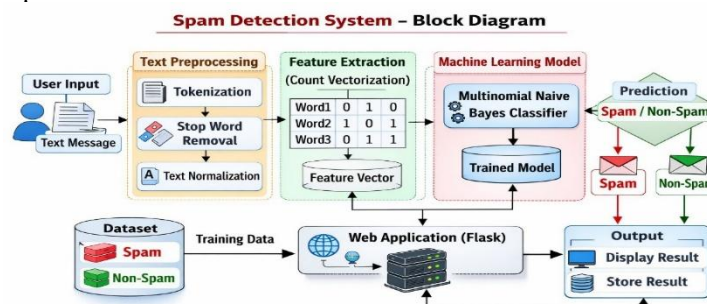 Spam Detection System – Block Diagram
User Input
Text Message
Text Preprocessing
Tokenization
Stop Word
Removal
A Text Normalization
Feature Extraction
(Count Vectorization)
Word1 0 1 0
Word2 1 0 1
Word3 0 1 1
Feature Vector
Machine Learning Model
Multinomial Naive
Bayes Classifier
Trained Model
Prediction
Spam / Non-Spam
Spam
Non-Spam
Dataset
Spam
Non-Spam
Training Data
Web Application (Flask)
Output
Display Result
Store Result